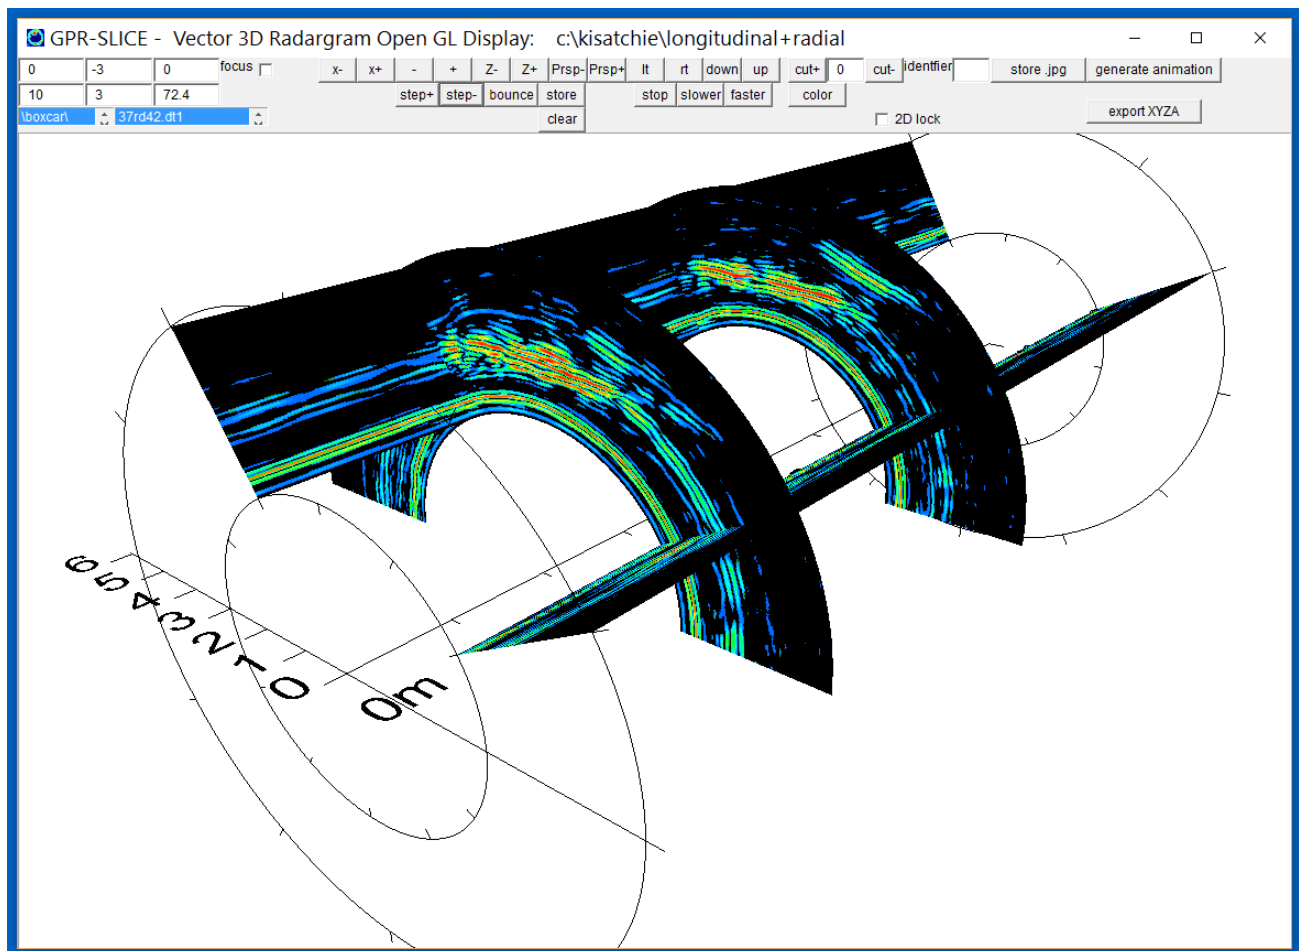 GPR-SLICE - Vector 3D Radargram Open GL Display: c:\kisatchie\longitudinal+radial
0 -3 0 focus x- x+ - + Z- Z+ Prsp- Prsp+ lt rt down up cut+ 0 cut- identfier store .jpg generate animation
10 3 72.4 step+ step- bounce store stop slower faster color
\boxcar\ 37rd42.dt1 clear 2D lock export XYZA
6
5
4
3
2
1
0
0m